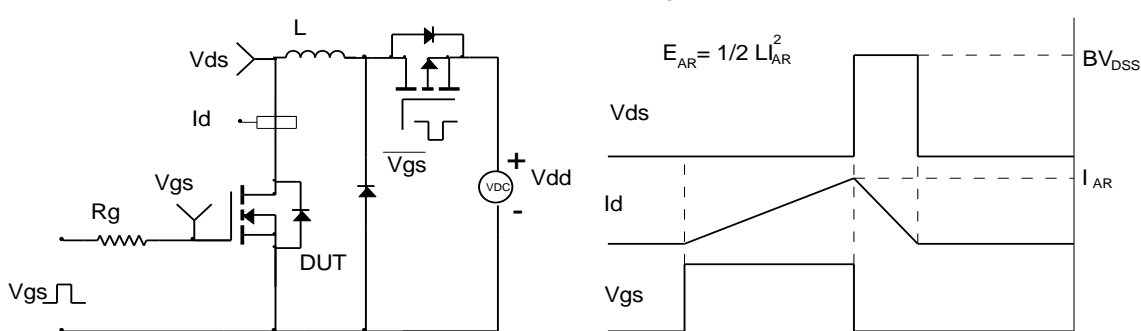 L
Vds
Id
Vgs
Rg
DUT
Vgs
Vgs
VDC
+
Vdd
-
E_AR = 1/2 LI_AR^2
BV_DSS
Vds
I_AR
Id
Vgs